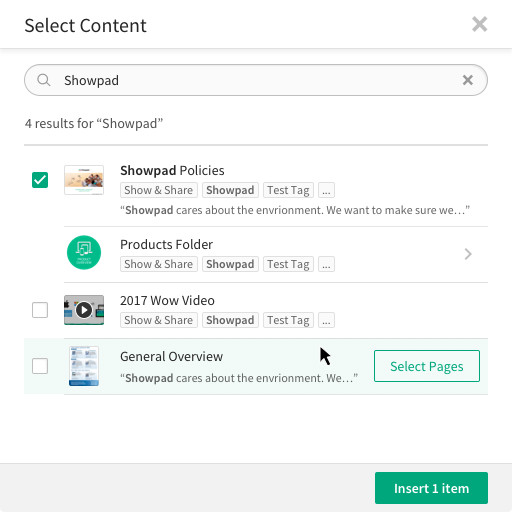 Select Content
Showpad
4 results for “Showpad”
Showpad Policies
Show & Share Showpad Test Tag ...
“Showpad cares about the envrionment. We want to make sure we…”
Products Folder
Show & Share Showpad Test Tag ...
2017 Wow Video
Show & Share Showpad Test Tag ...
General Overview
“Showpad cares about the envrionment. We…”
Select Pages
Insert 1 item